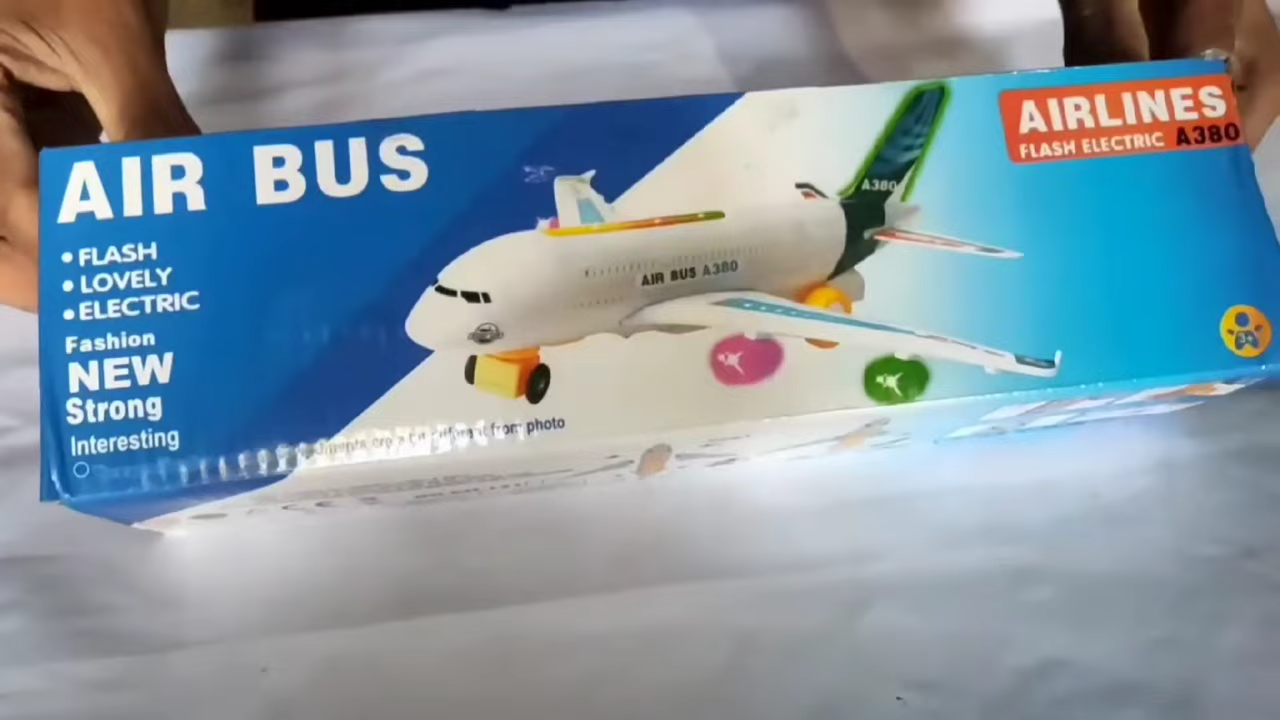 AIR BUS
• FLASH
• LOVELY
• ELECTRIC
Fashion
NEW
Strong
Interesting
AIRLINES
FLASH ELECTRIC A380
A380
AIR BUS A380
3+
from photo